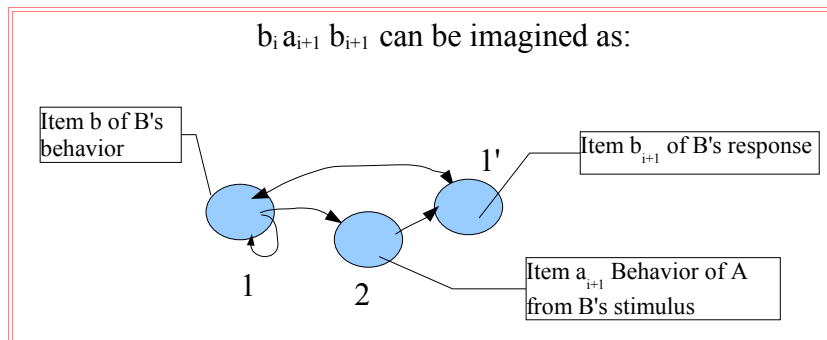 bᵢ aᵢ₊₁ bᵢ₊₁ can be imagined as:
Item b of B's
behavior
1'
Item bᵢ₊₁ of B's response
1
2
Item aᵢ₊₁ Behavior of A
from B's stimulus